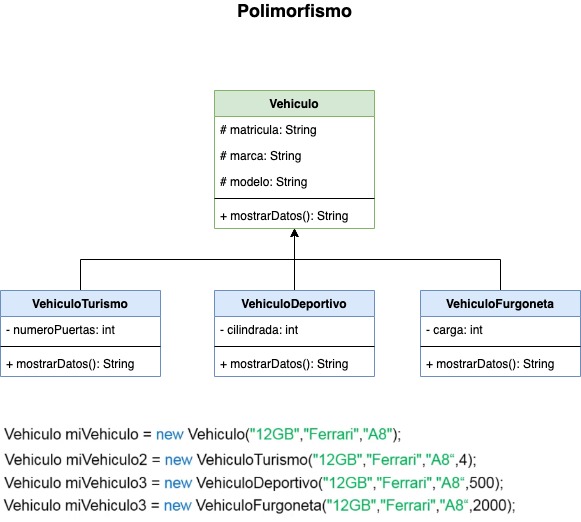 Polimorfismo
Vehiculo
# matricula: String
# marca: String
# modelo: String
+ mostrarDatos(): String
VehiculoTurismo
- numeroPuertas: int
+ mostrarDatos(): String
VehiculoDeportivo
- cilindrada: int
+ mostrarDatos(): String
VehiculoFurgoneta
- carga: int
+ mostrarDatos(): String
Vehiculo miVehiculo = new Vehiculo("12GB","Ferrari","A8");
Vehiculo miVehiculo2 = new VehiculoTurismo("12GB","Ferrari","A8“,4);
Vehiculo miVehiculo3 = new VehiculoDeportivo("12GB","Ferrari","A8“,500);
Vehiculo miVehiculo3 = new VehiculoFurgoneta("12GB","Ferrari","A8“,2000);